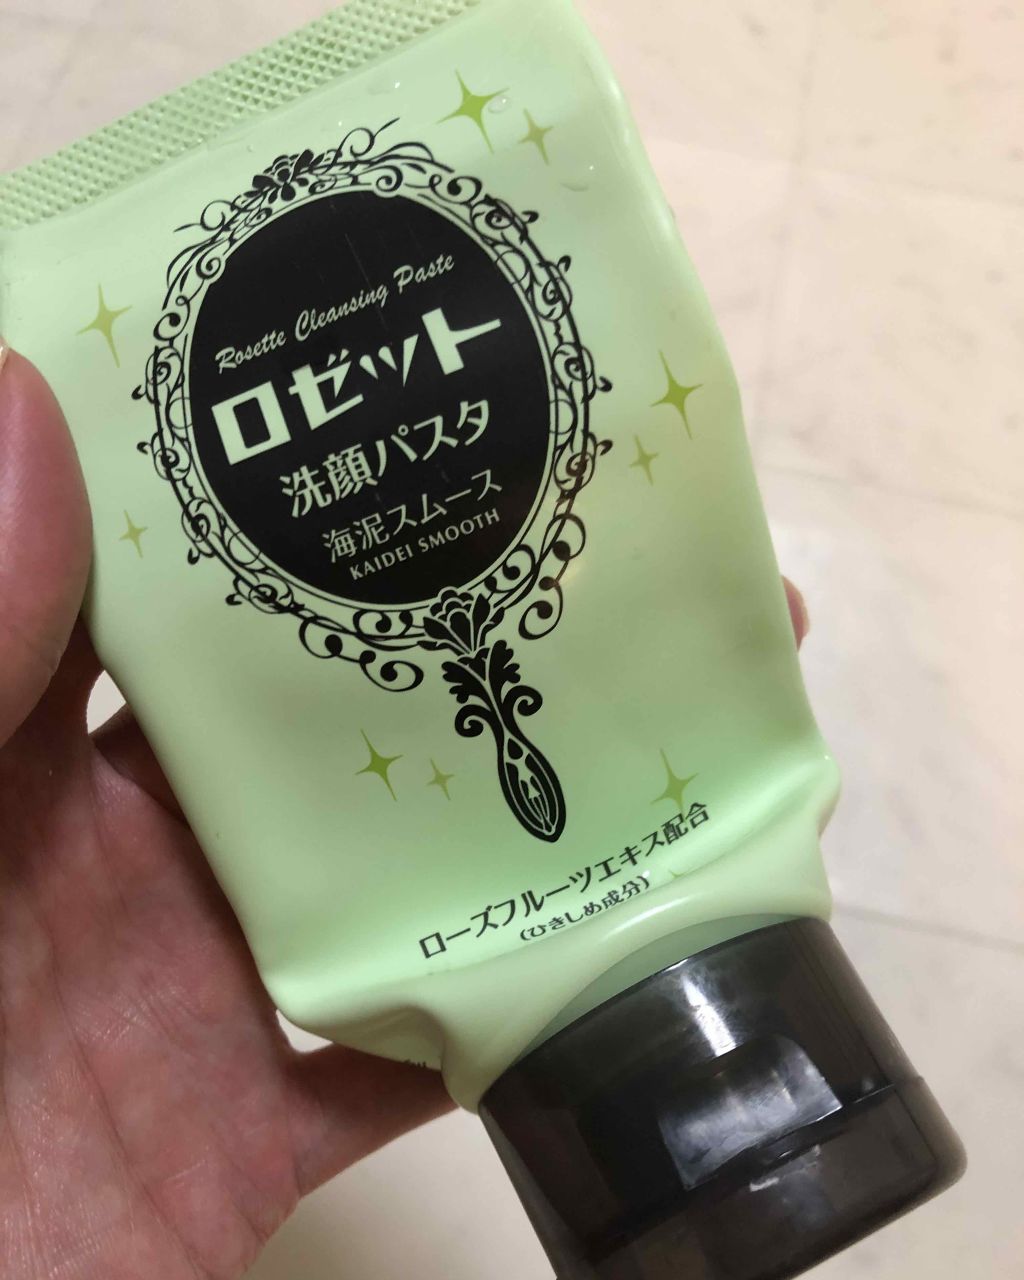 Rosette Cleansing Paste
ロゼット
洗顔パスタ
海泥スムース
KAIDEI SMOOTH
ローズフルーツエキス配合
(ひきしめ成分)